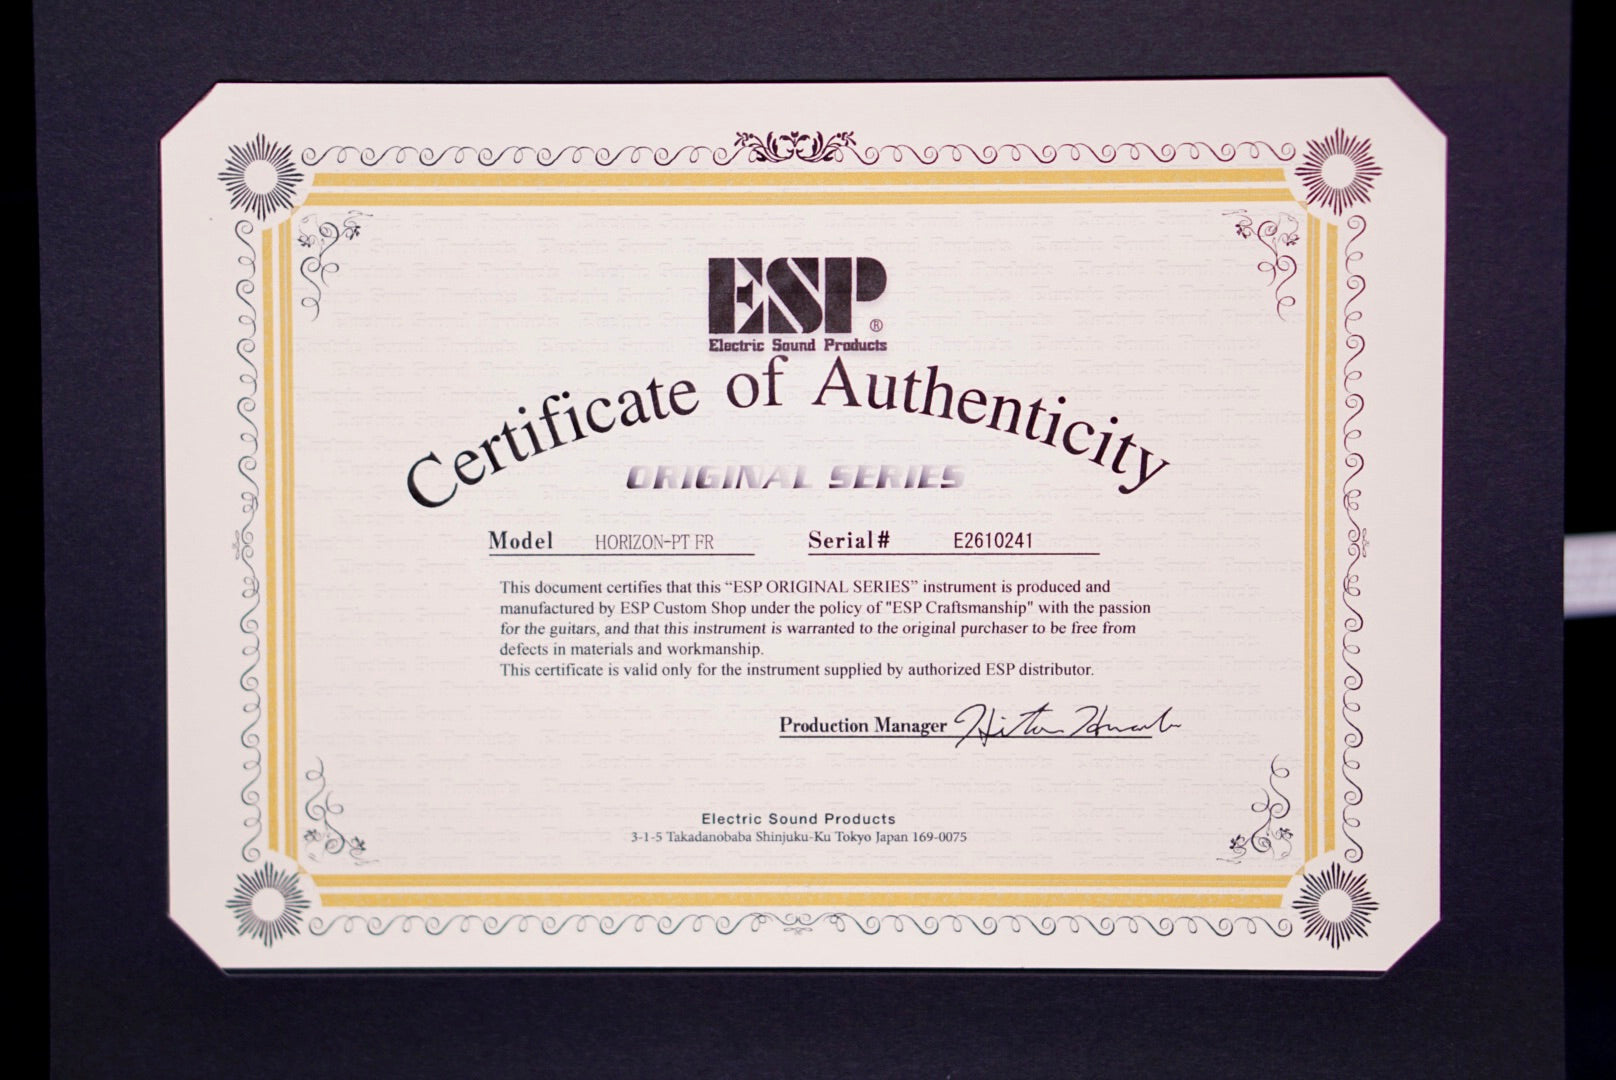 ESP®
Electric Sound Products
Certificate of Authenticity
ORIGINAL SERIES
Model HORIZON-PT FR Serial# E2610241
This document certifies that this “ESP ORIGINAL SERIES” instrument is produced and
manufactured by ESP Custom Shop under the policy of "ESP Craftsmanship" with the passion
for the guitars, and that this instrument is warranted to the original purchaser to be free from
defects in materials and workmanship.
This certificate is valid only for the instrument supplied by authorized ESP distributor.
Production Manager
Electric Sound Products
3-1-5 Takadanobaba Shinjuku-Ku Tokyo Japan 169-0075